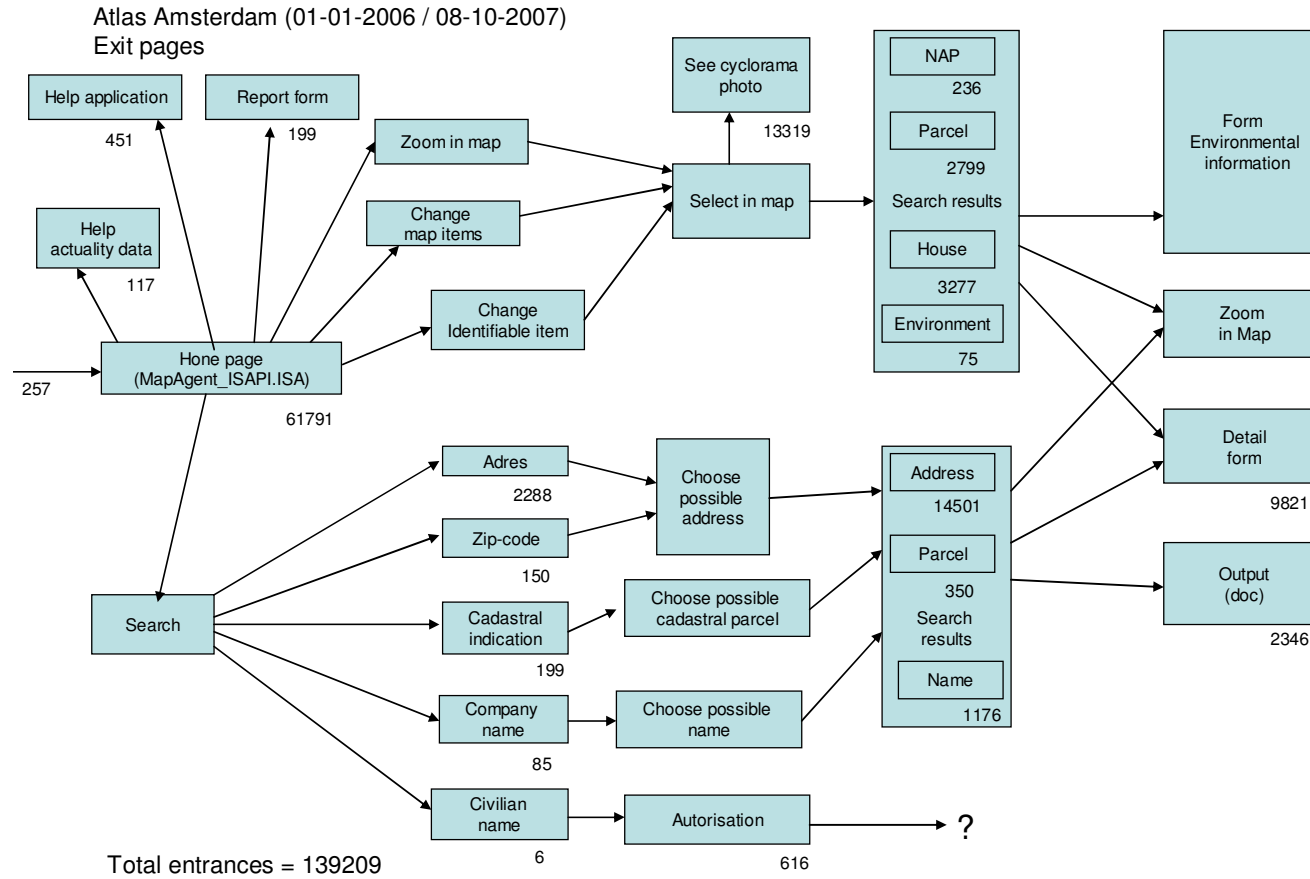 Atlas Amsterdam (01-01-2006 / 08-10-2007)
Exit pages
Help application
451
Report form
199
Help
actuality data
117
Zoom in map
Change
map items
Change
Identifiable item
See cyclorama
photo
13319
Select in map
NAP
236
Parcel
2799
Search results
House
3277
Environment
75
Form
Environmental
information
Zoom
in Map
Detail
form
9821
Output
(doc)
2346
257
Hone page
(MapAgent_ISAPI.ISA)
61791
Search
Adres
2288
Zip-code
150
Cadastral
indication
199
Company
name
85
Civilian
name
6
Choose
possible
address
Choose possible
cadastral parcel
Choose possible
name
Autorisation
616
?
Address
14501
Parcel
350
Search
results
Name
1176
Total entrances = 139209